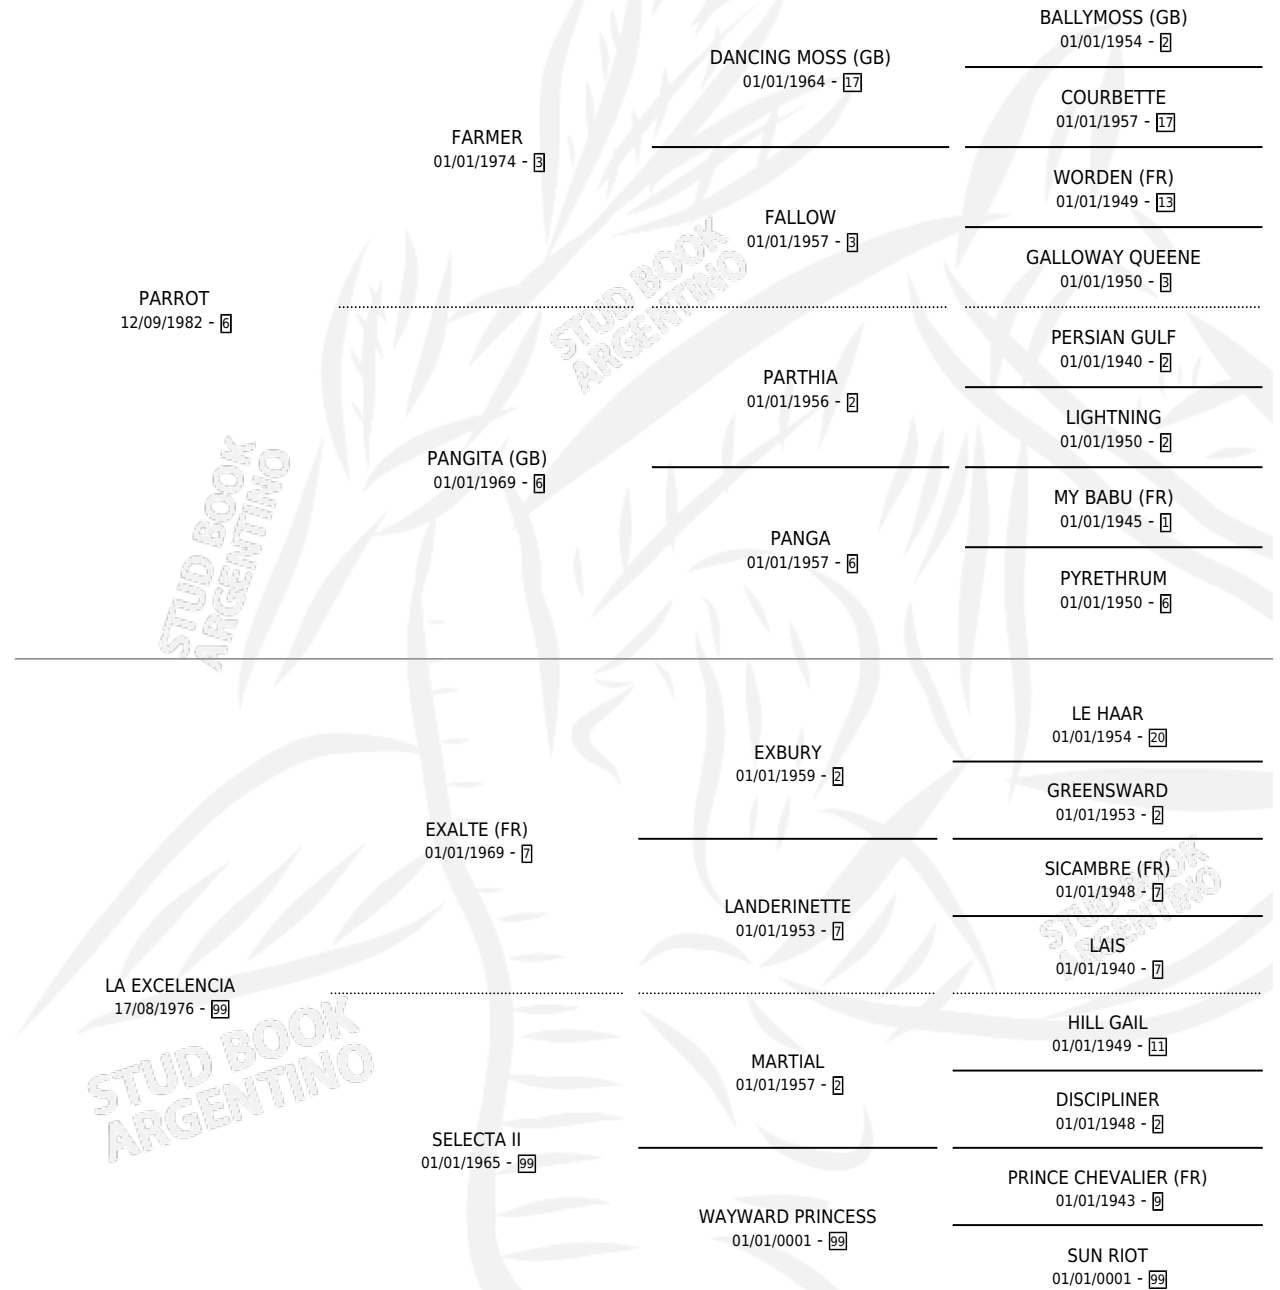 BALLYMOSS (GB)
01/01/1954 - 2
DANCING MOSS (GB)
01/01/1964 - 17
COURBETTE
01/01/1957 - 17
FARMER
01/01/1974 - 3
WORDEN (FR)
01/01/1949 - 13
FALLOW
01/01/1957 - 3
GALLOWAY QUEENE
01/01/1950 - 3
PARROT
12/09/1982 - 6
PERSIAN GULF
01/01/1940 - 2
PARTHIA
01/01/1956 - 2
LIGHTNING
01/01/1950 - 2
PANGITA (GB)
01/01/1969 - 6
MY BABU (FR)
01/01/1945 - 1
PANGA
01/01/1957 - 6
PYRETHRUM
01/01/1950 - 6
STUD BOOK
ARGENTINO
STUD BOOK
ARGENTINO
LE HAAR
01/01/1954 - 20
EXBURY
01/01/1959 - 2
GREENSWARD
01/01/1953 - 2
EXALTE (FR)
01/01/1969 - 7
SICAMBRE (FR)
01/01/1948 - 7
LANDERINETTE
01/01/1953 - 7
LAIS
01/01/1940 - 7
LA EXCELENCIA
17/08/1976 - 99
HILL GAIL
01/01/1949 - 11
MARTIAL
01/01/1957 - 2
DISCIPLINER
01/01/1948 - 2
SELECTA II
01/01/1965 - 99
PRINCE CHEVALIER (FR)
01/01/1943 - 9
WAYWARD PRINCESS
01/01/0001 - 99
SUN RIOT
01/01/0001 - 99
STUD BOOK
ARGENTINO
STUD BOOK
ARGENTINO